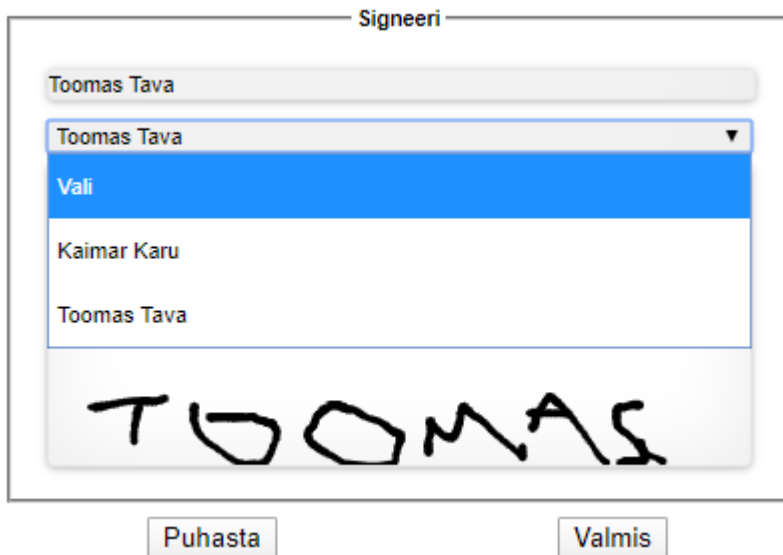 Signeeri
Toomas Tava
Toomas Tava ▼
Vali
Kaimar Karu
Toomas Tava
TOOMAS
Puhasta Valmis